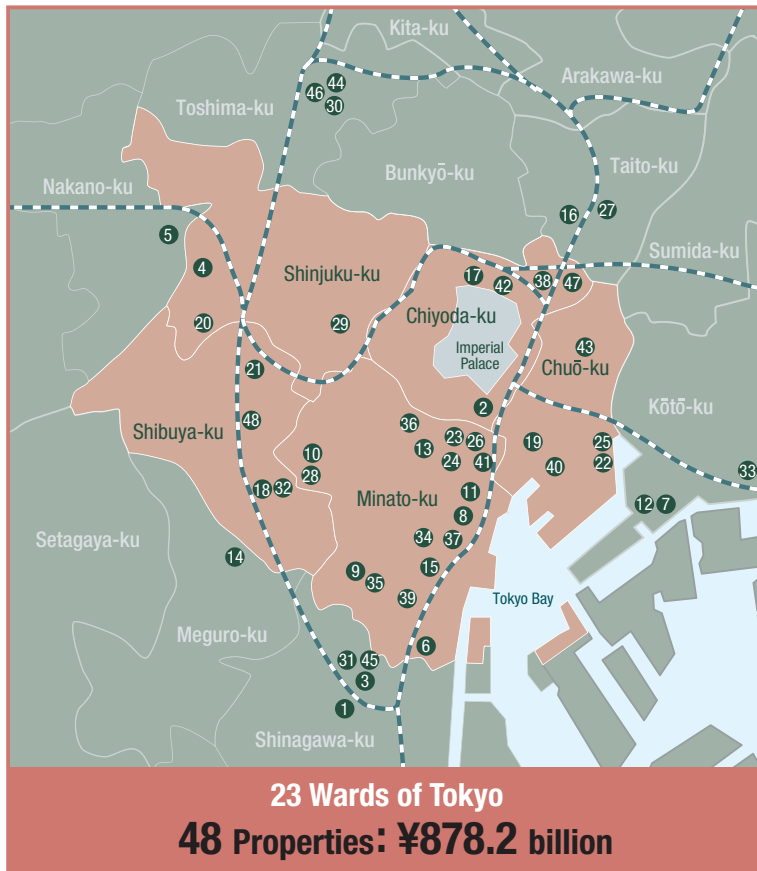 Kita-ku
44
Arakawa-ku
46
30
Toshima-ku
Bunkyō-ku
Taito-ku
Nakano-ku
16
27
5
Sumida-ku
4
Shinjuku-ku
17
42
38
47
Chiyoda-ku
20
29
Imperial
Palace
43
Chuō-ku
21
2
Kōtō-ku
48
36
Shibuya-ku
23
26
19
25
10
13
24
41
40
22
33
28
18
32
Minato-ku
11
12
7
8
Setagaya-ku
34
37
14
15
9
35
39
Tokyo Bay
Meguro-ku
6
31
45
3
1
Shinagawa-ku
23 Wards of Tokyo
48 Properties: ¥878.2 billion